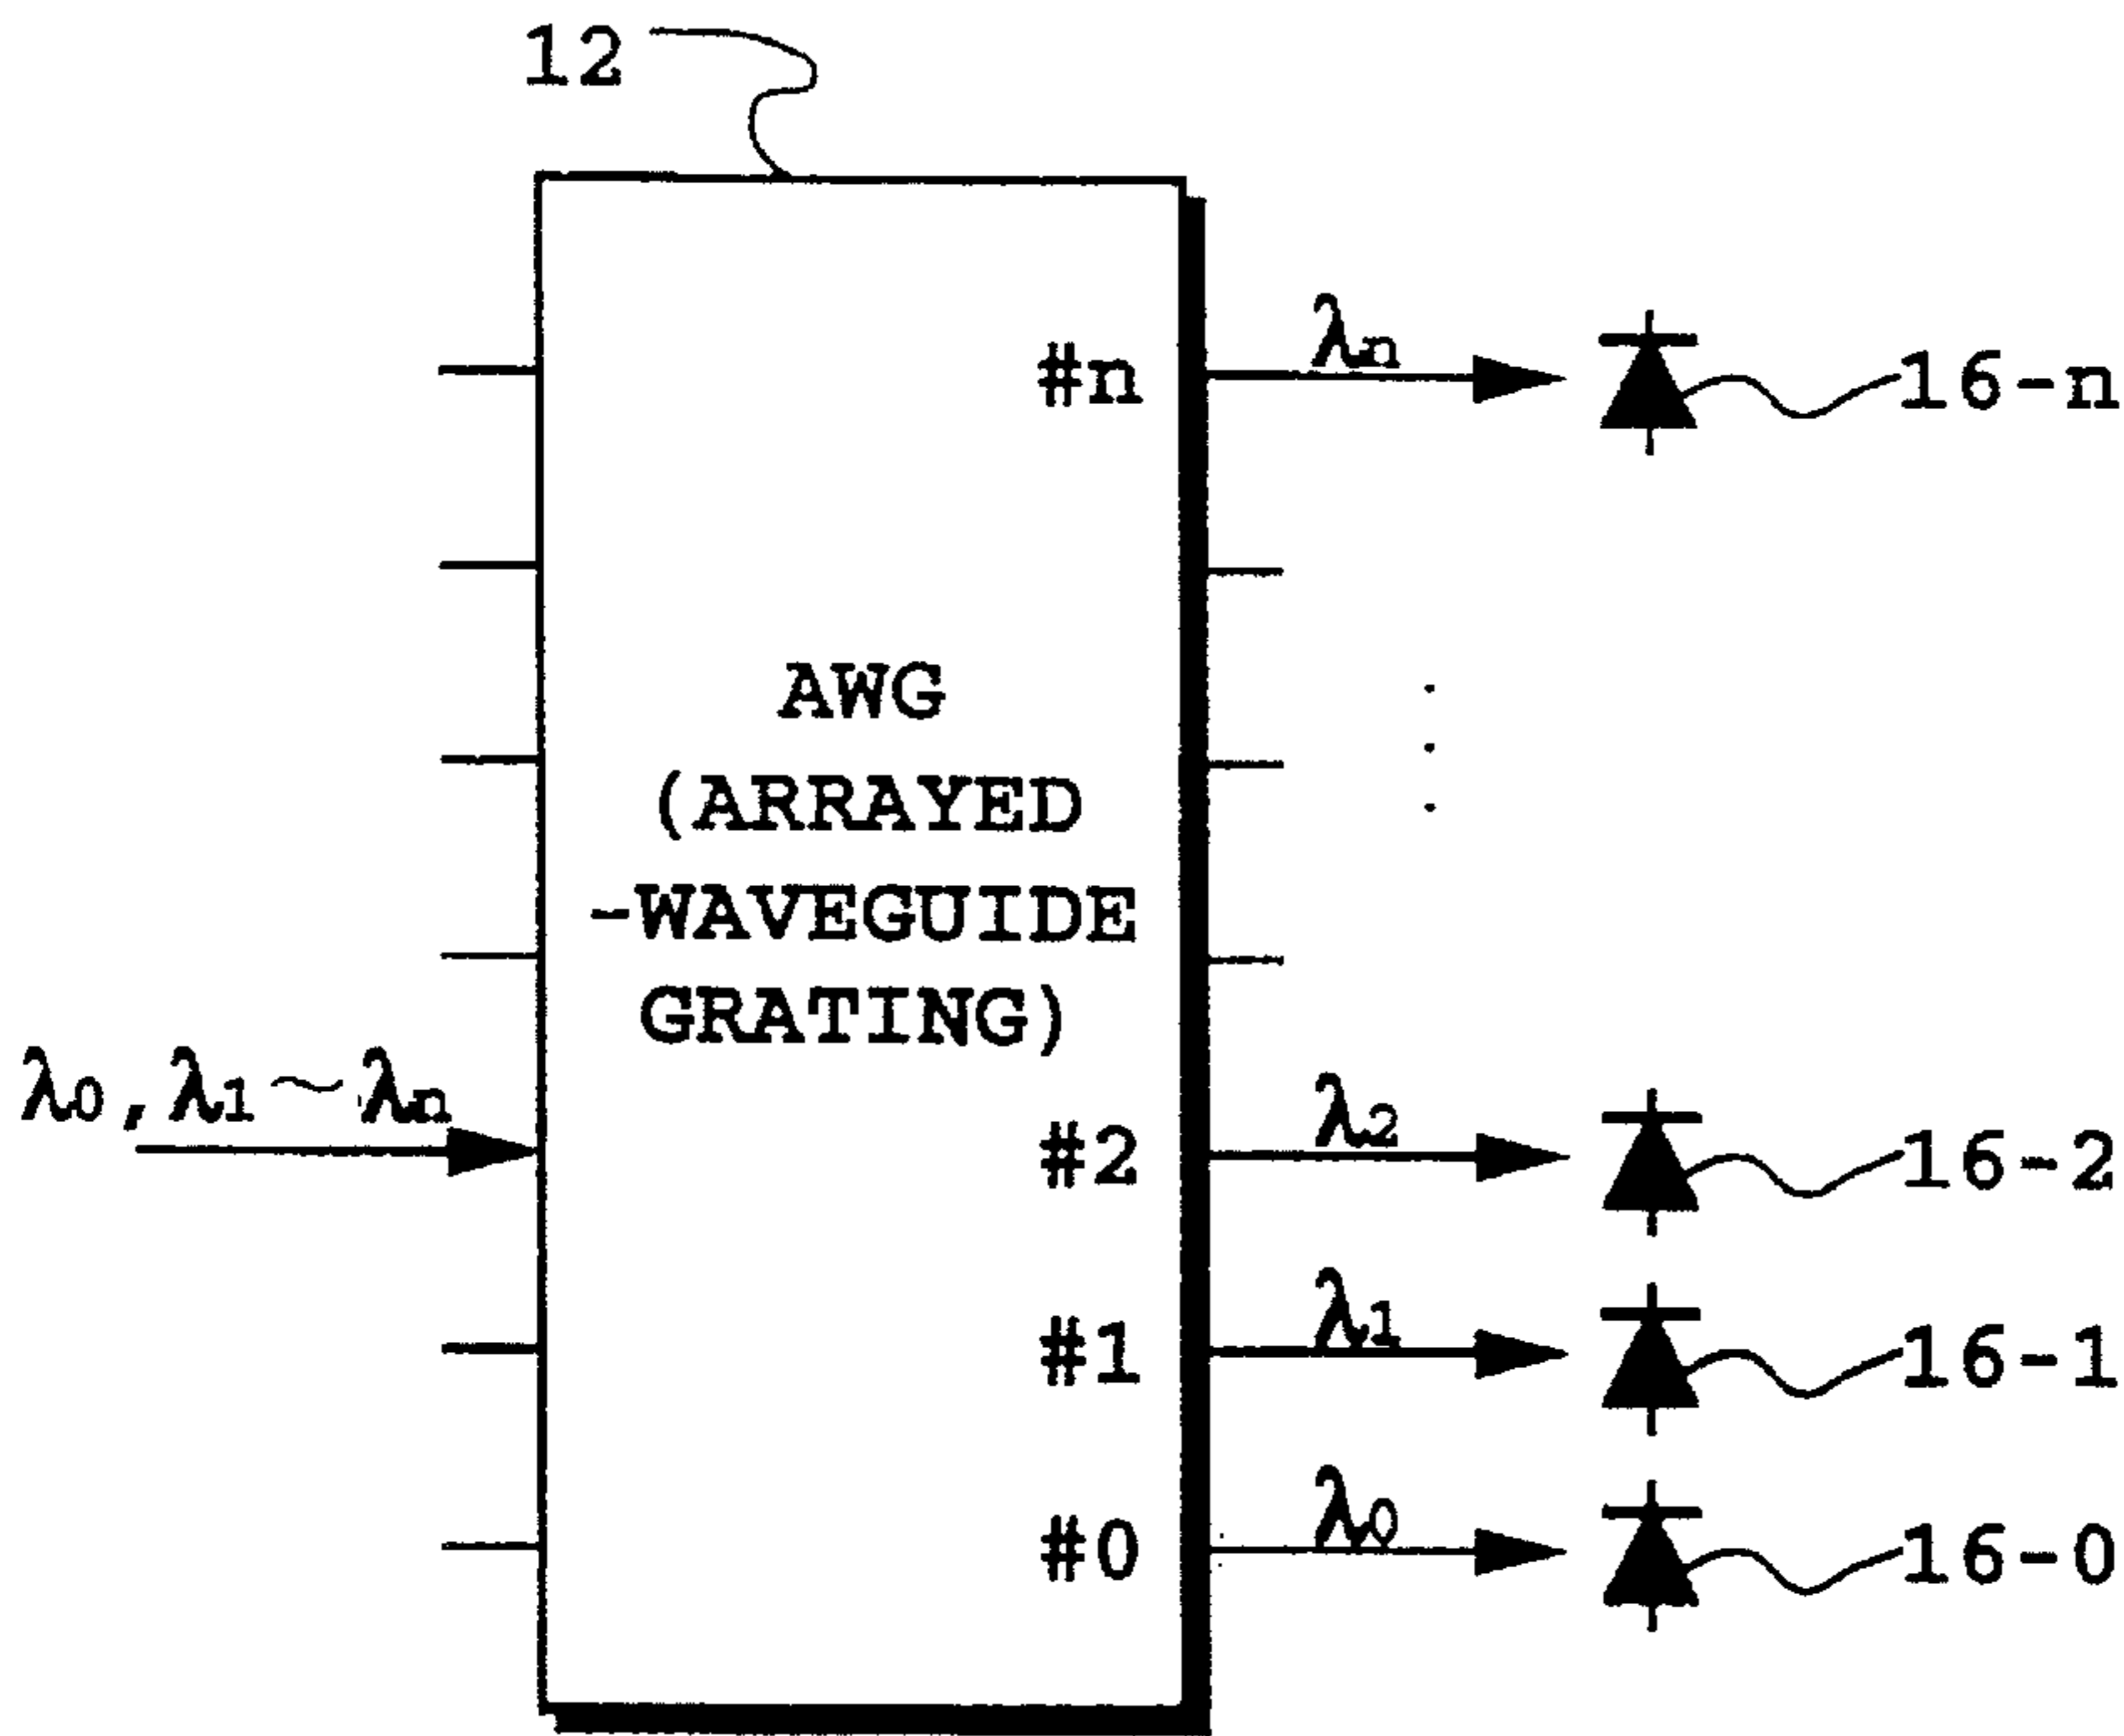 12
#n
λn
16-n
AWG
(ARRAYED
-WAVEGUIDE
GRATING)
λ0,λ1~λn
#2
λ2
16-2
#1
λ1
16-1
#0
λ0
16-0